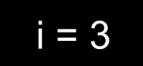 i = 3